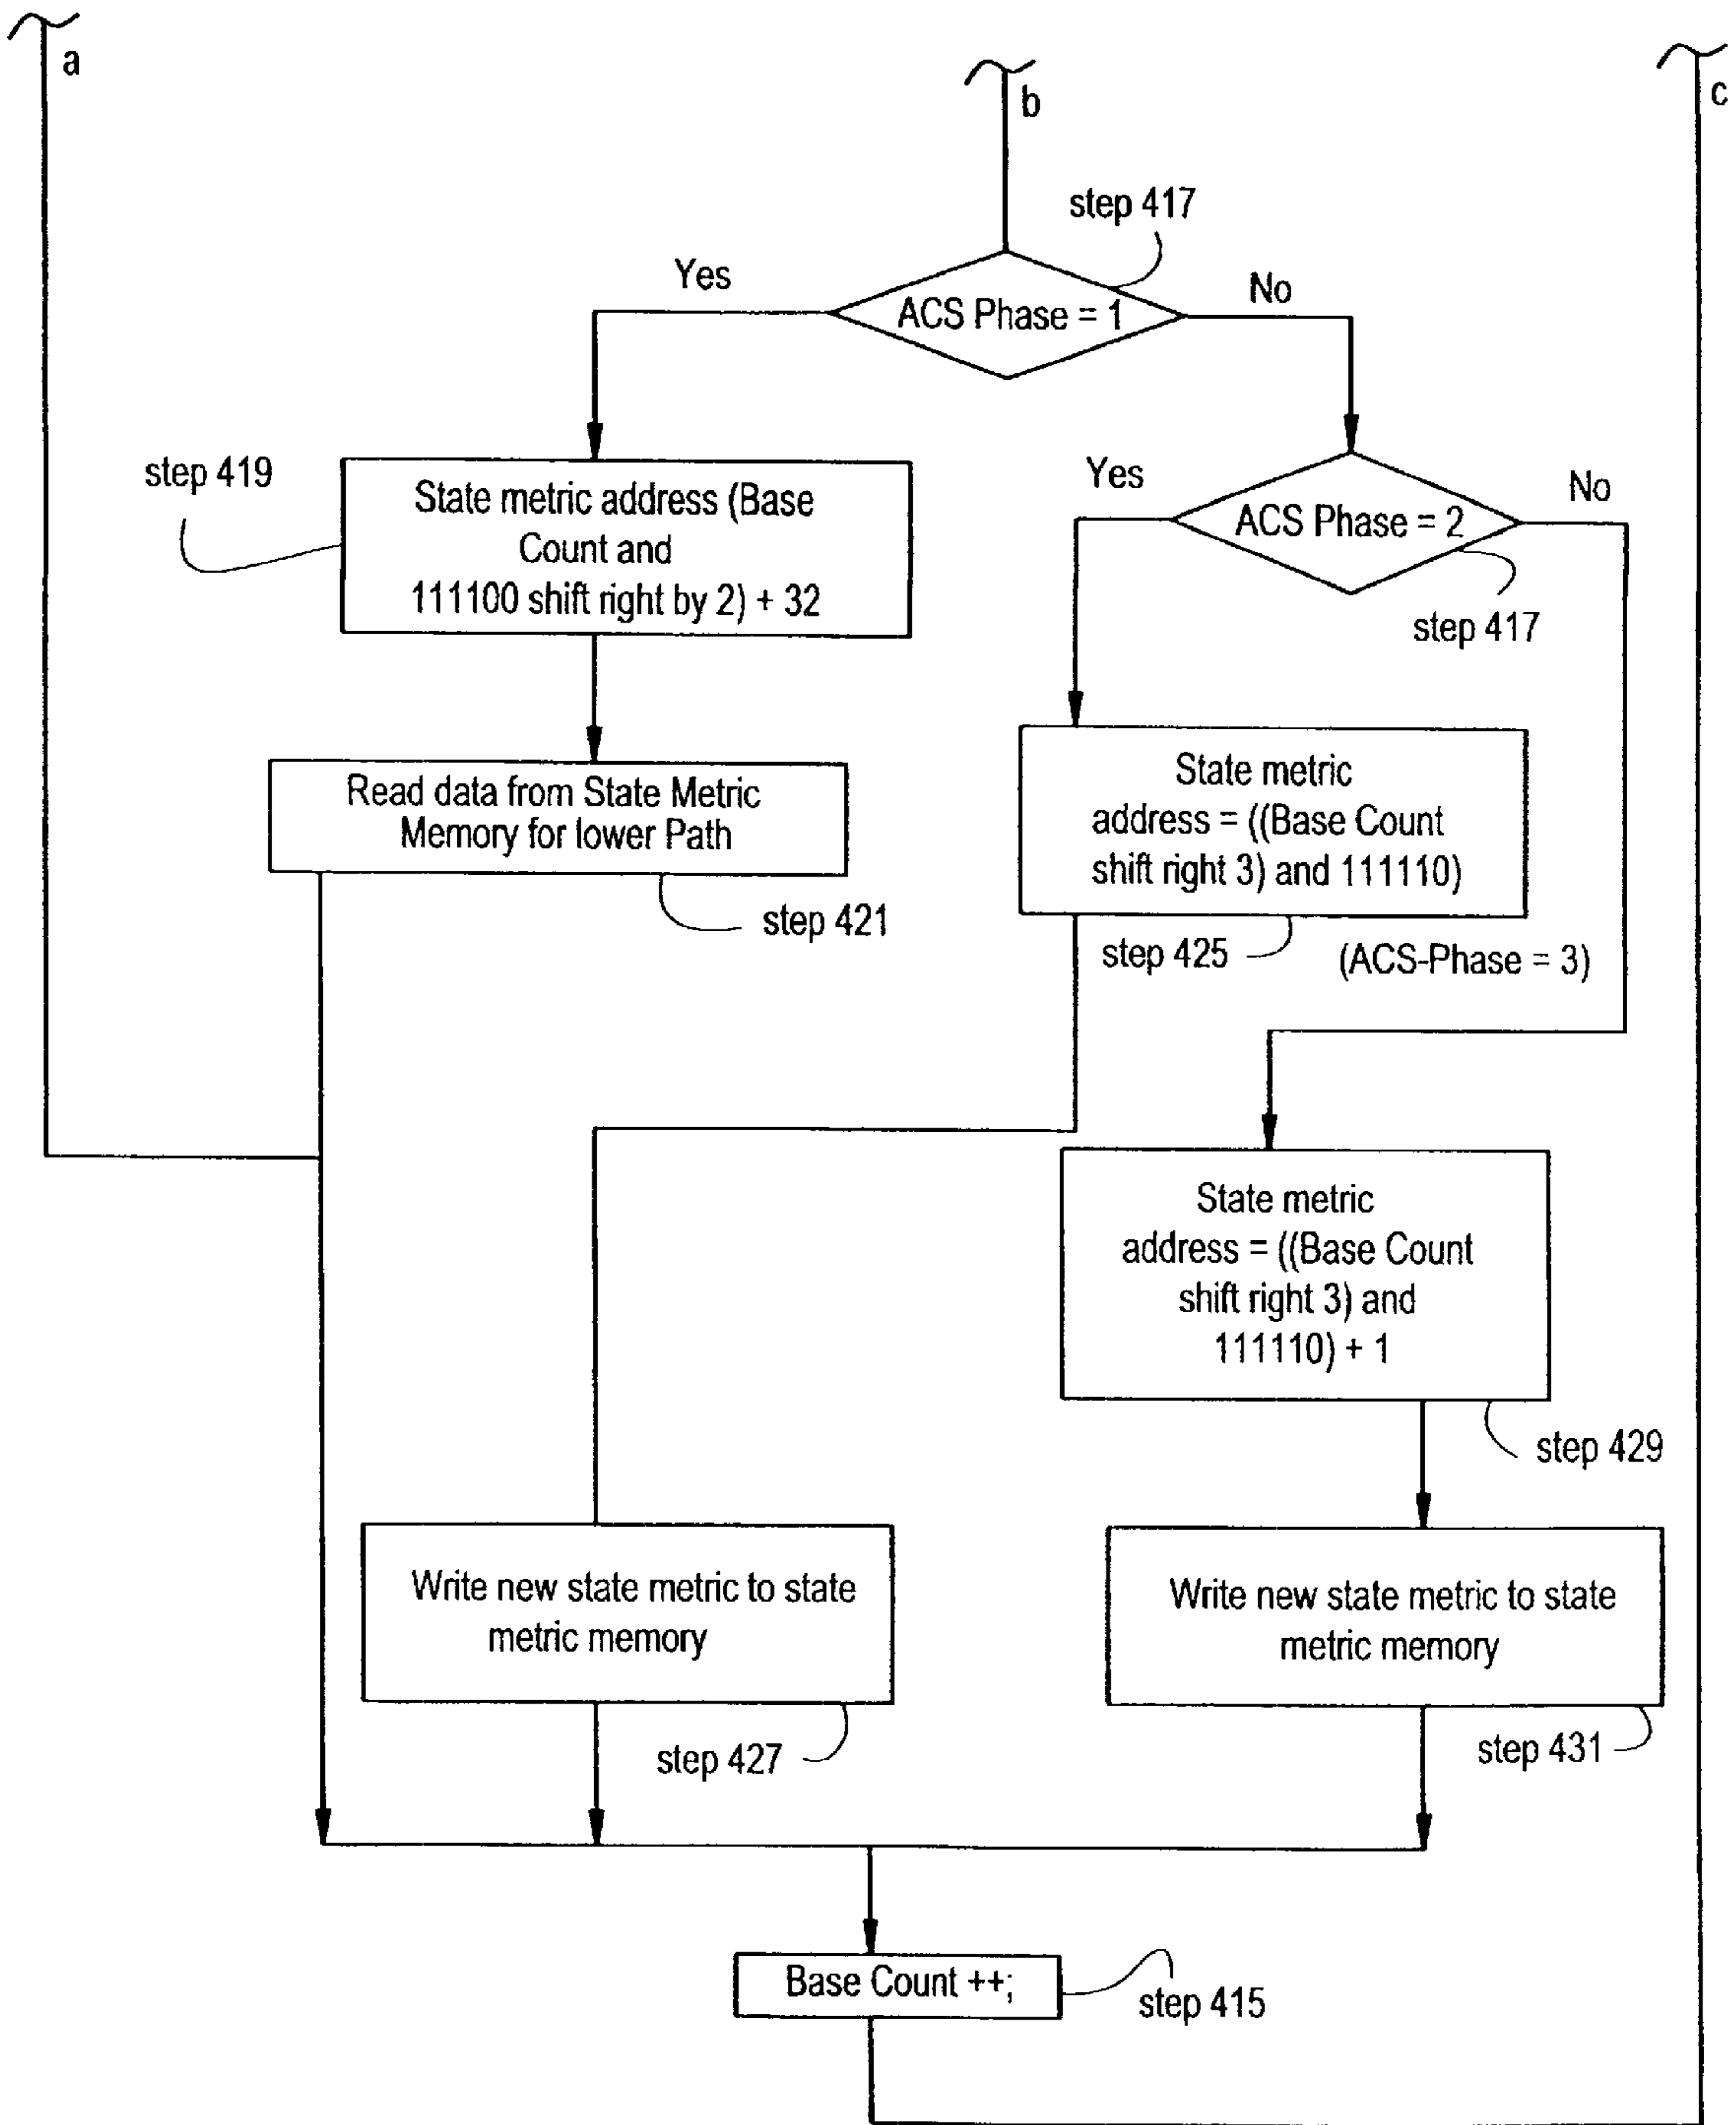 a
b
c
step 417
Yes
No
ACS Phase = 1
step 419
State metric address (Base
Count and
111100 shift right by 2) + 32
Yes
No
ACS Phase = 2
step 417
Read data from State Metric
Memory for lower Path
step 421
State metric
address = ((Base Count
shift right 3) and 111110)
step 425
(ACS-Phase = 3)
State metric
address = ((Base Count
shift right 3) and
111110) + 1
step 429
Write new state metric to state
metric memory
step 427
Write new state metric to state
metric memory
step 431
Base Count ++;
step 415